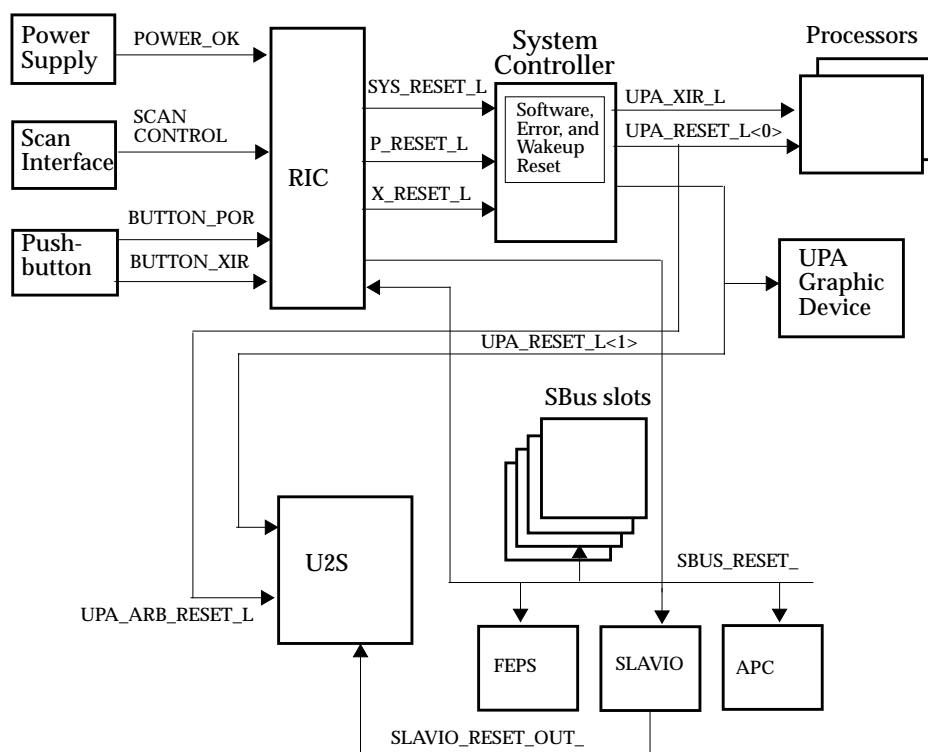 Power
Supply
POWER_OK
Scan
Interface
SCAN
CONTROL
Push-
button
BUTTON_POR
BUTTON_XIR
RIC
SYS_RESET_L
P_RESET_L
X_RESET_L
System
Controller
Software,
Error, and
Wakeup
Reset
UPA_XIR_L
UPA_RESET_L<0>
Processors
UPA
Graphic
Device
UPA_RESET_L<1>
SBus slots
U2S
UPA_ARB_RESET_L
SBUS_RESET_
FEPS
SLAVIO
APC
SLAVIO_RESET_OUT_